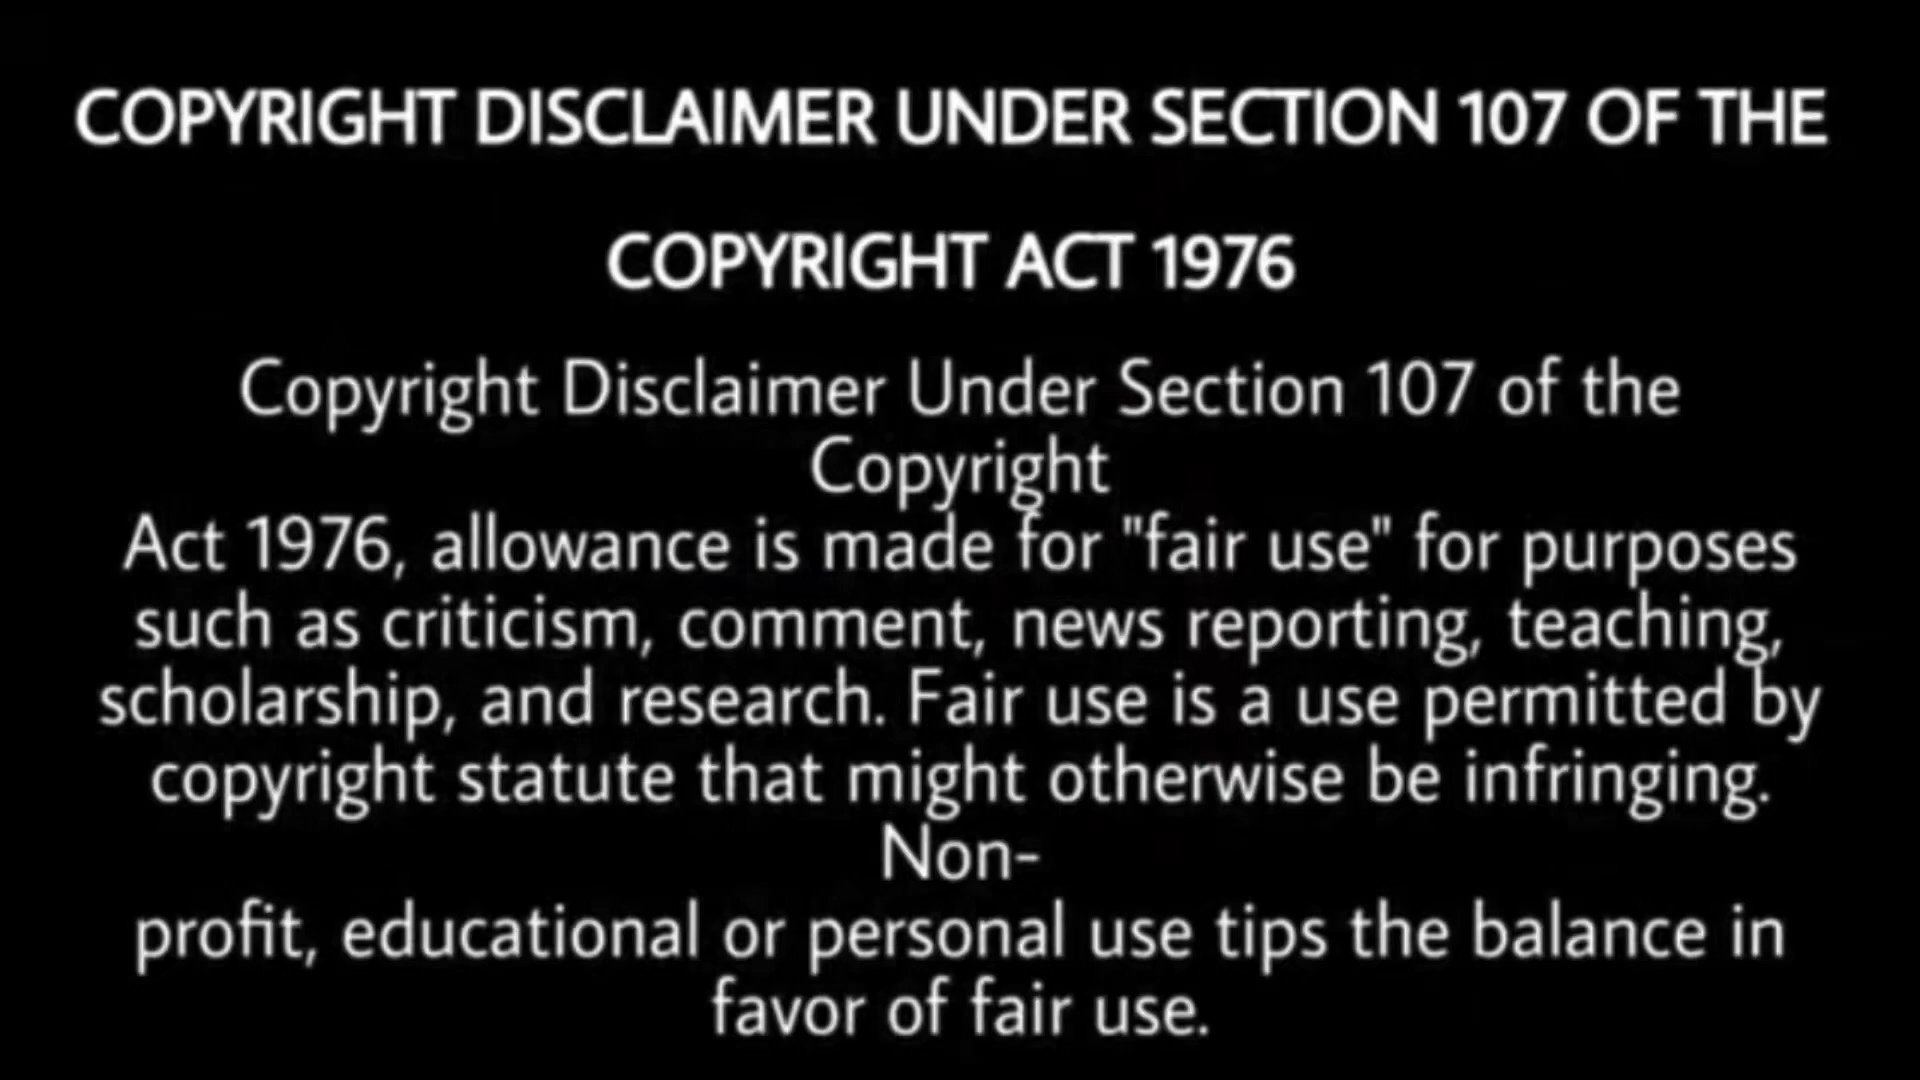 COPYRIGHT DISCLAIMER UNDER SECTION 107 OF THE
COPYRIGHT ACT 1976
Copyright Disclaimer Under Section 107 of the
Copyright
Act 1976, allowance is made for "fair use" for purposes
such as criticism, comment, news reporting, teaching,
scholarship, and research. Fair use is a use permitted by
copyright statute that might otherwise be infringing.
Non-
profit, educational or personal use tips the balance in
favor of fair use.